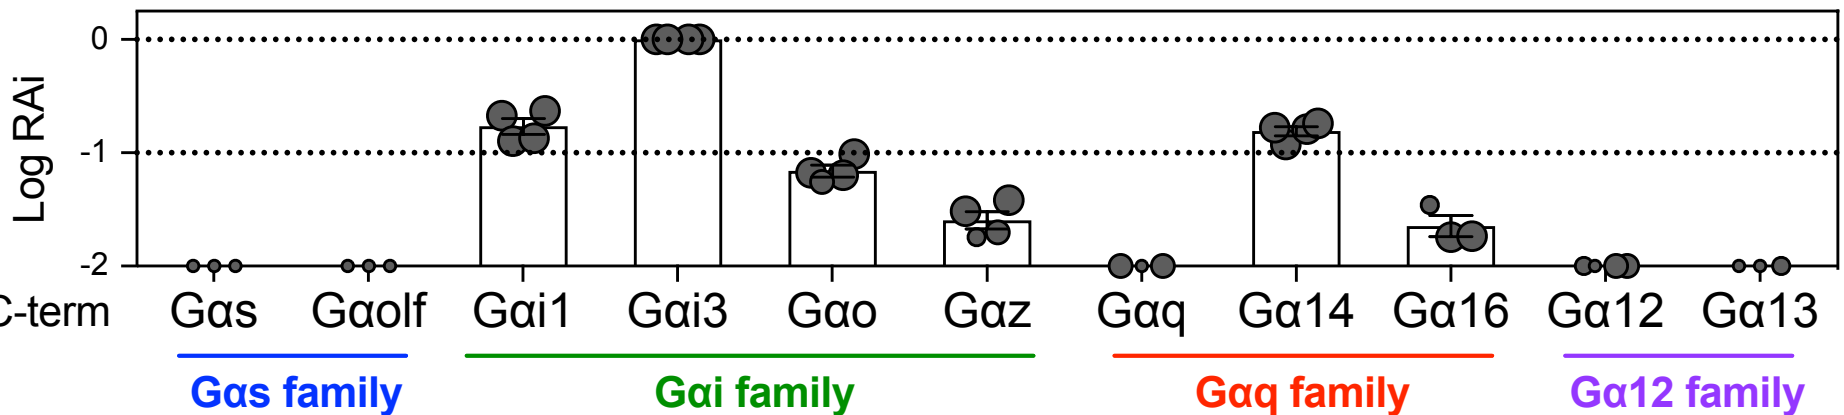 Log RAi
0
-1
-2
C-term Gαs Gαolf Gαi1 Gαi3 Gαo Gαz Gαq Gα14 Gα16 Gα12 Gα13
Gαs family Gαi family Gαq family Gα12 family